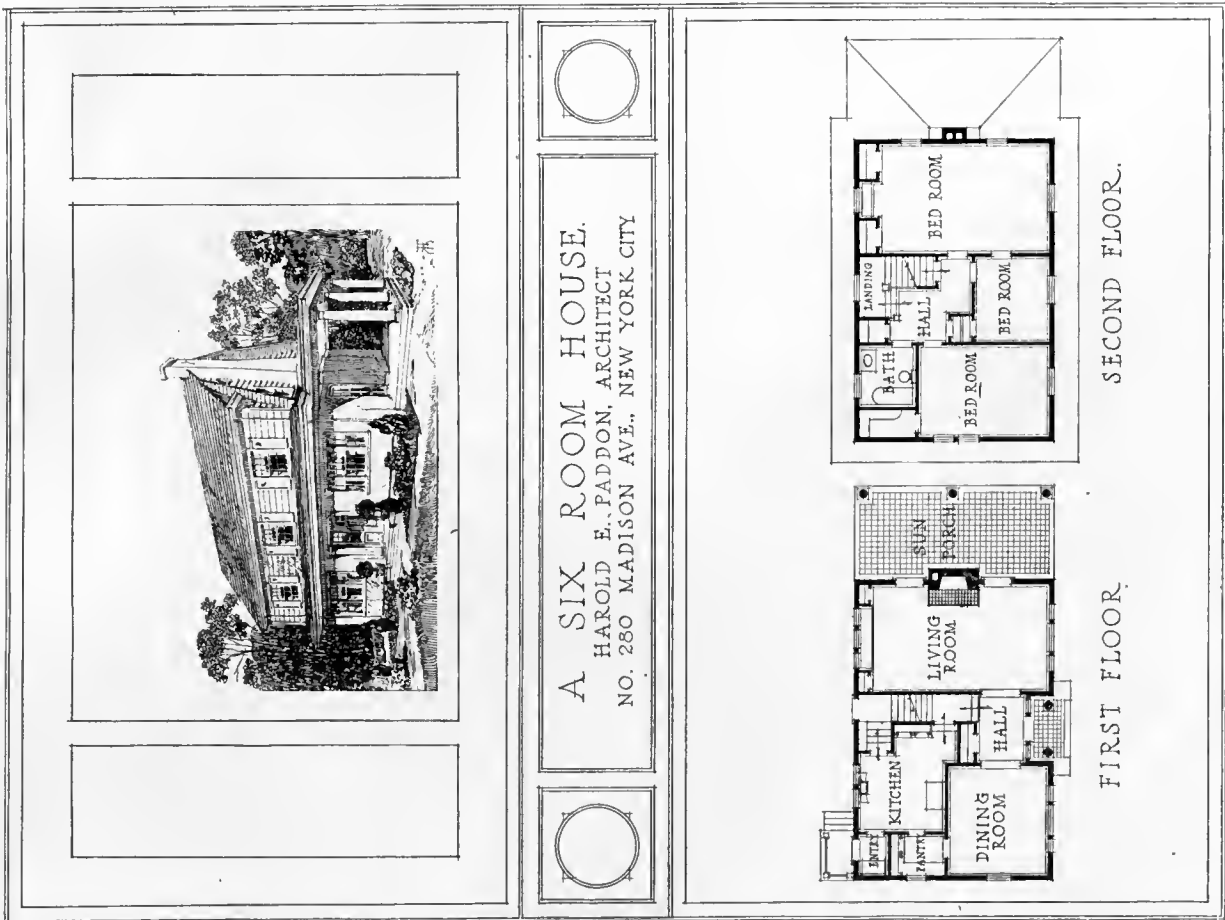 A SIX ROOM HOUSE.
HAROLD E. PADDON, ARCHITECT
NO. 280 MADISON AVE., NEW YORK CITY
ENTRY
PANTRY
KITCHEN
DINING
ROOM
HALL
LIVING
ROOM
SUN
PORCH
FIRST FLOOR
BATH
LANDING
HALL
BED ROOM
BED ROOM
BED ROOM
SECOND FLOOR.